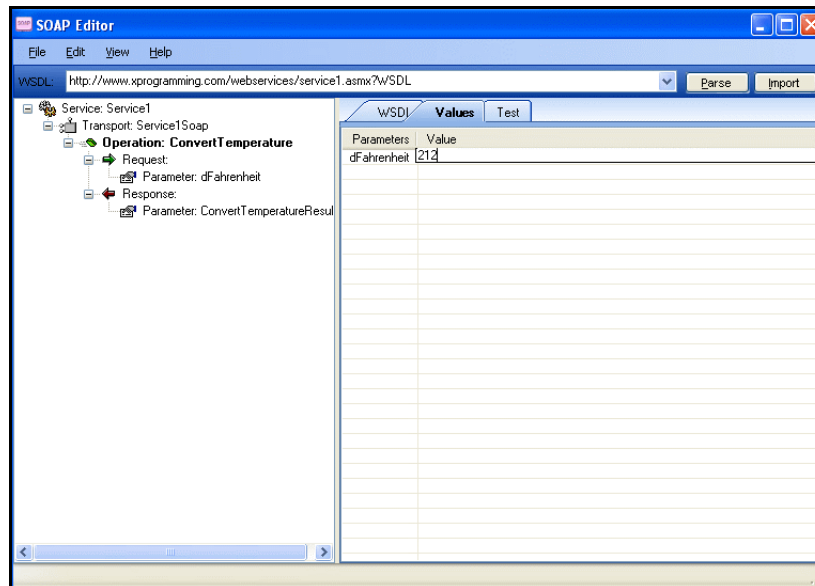 SOAP Editor
File Edit View Help
WSDL: http://www.xprogramming.com/webservices/service1.asmx?WSDL Parse Import
Service: Service1
Transport: Service1Soap
Operation: ConvertTemperature
Request:
Parameter: dFahrenheit
Response:
Parameter: ConvertTemperatureResul
WSDl Values Test
Parameters Value
dFahrenheit 212